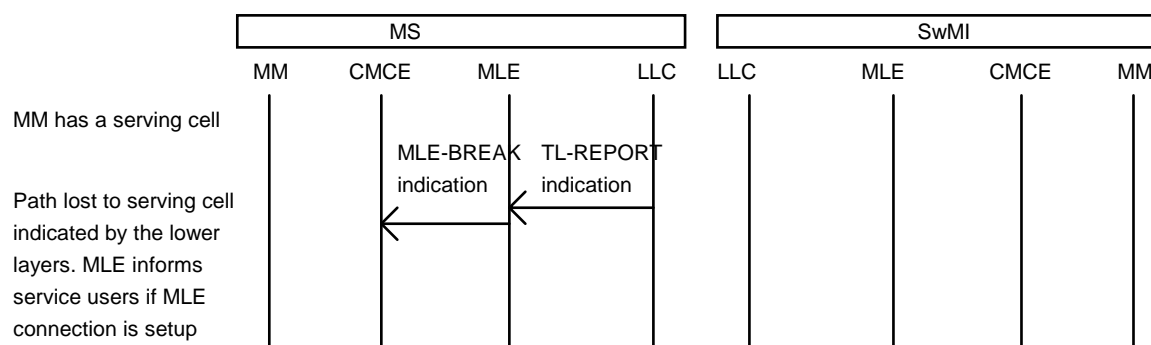 MS SwMI
MM CMCE MLE LLC LLC MLE CMCE MM
MM has a serving cell
MLE-BREAK TL-REPORT
indication indication
Path lost to serving cell
indicated by the lower
layers. MLE informs
service users if MLE
connection is setup